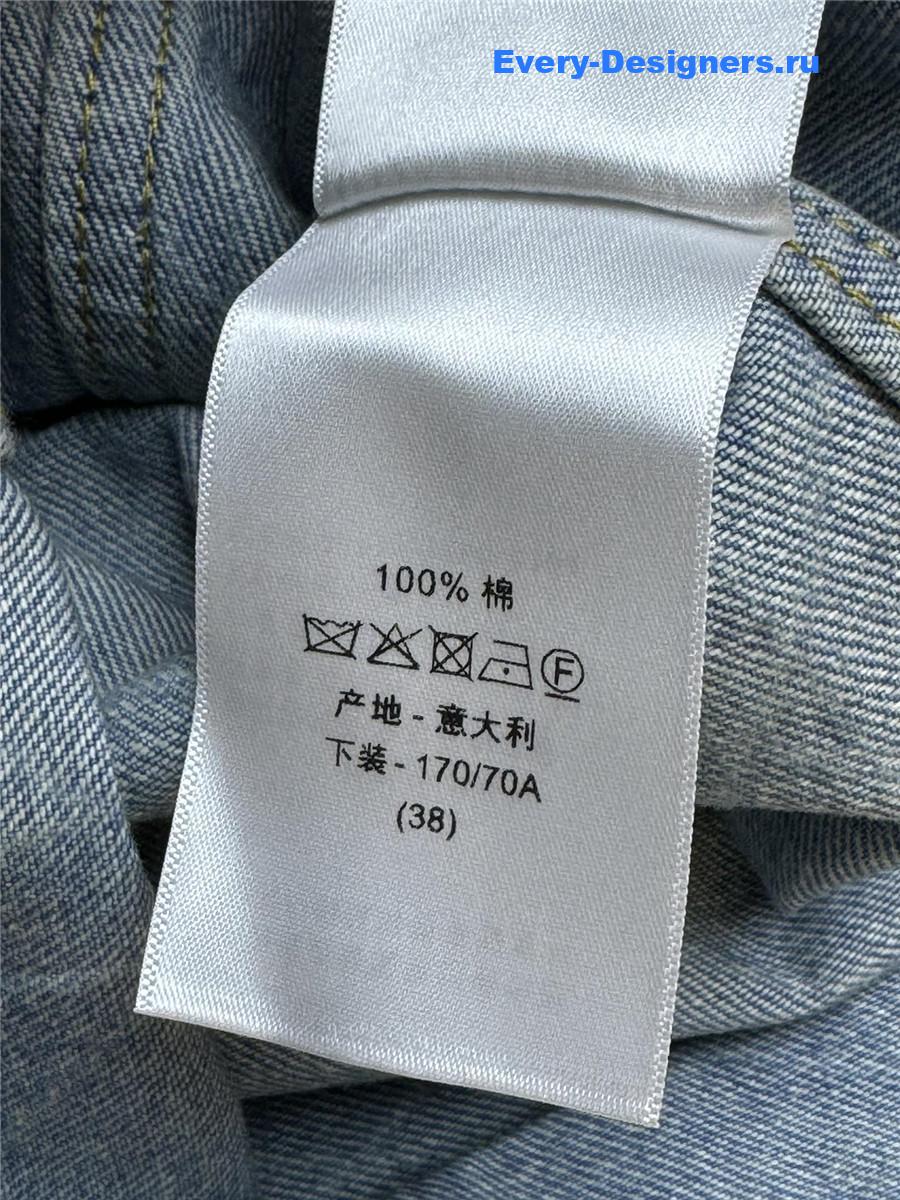 Every-Designers.ru
100% 棉
F
产地 - 意大利
下装 - 170/70A
(38)